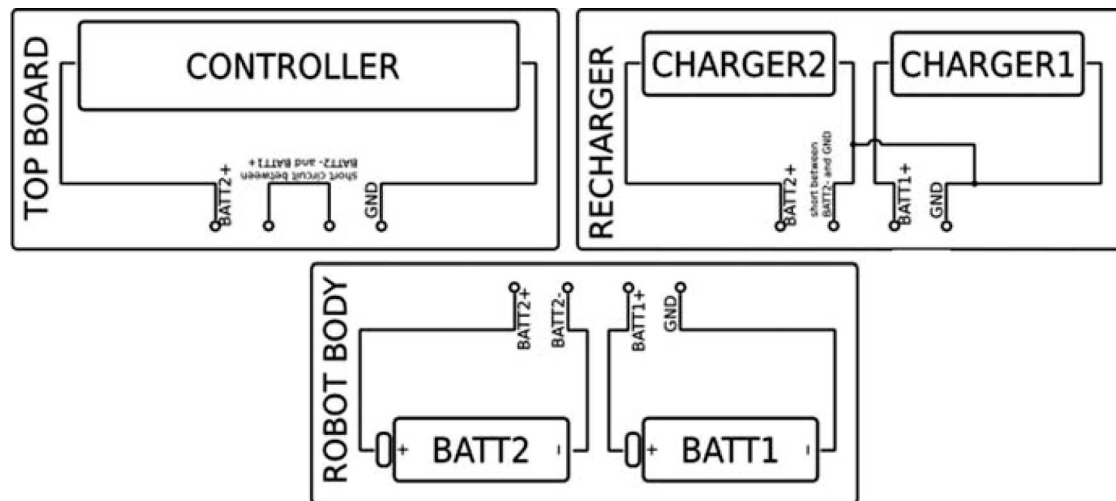 TOP BOARD
CONTROLLER
BATT2+
short circuit between
BATT2- and BATT1+
GND
RECHARGER
CHARGER2
CHARGER1
BATT2+
short between
BATT2- and GND
BATT1+
GND
ROBOT BODY
BATT2+
BATT2-
BATT1+
GND
+ BATT2 -
+ BATT1 -